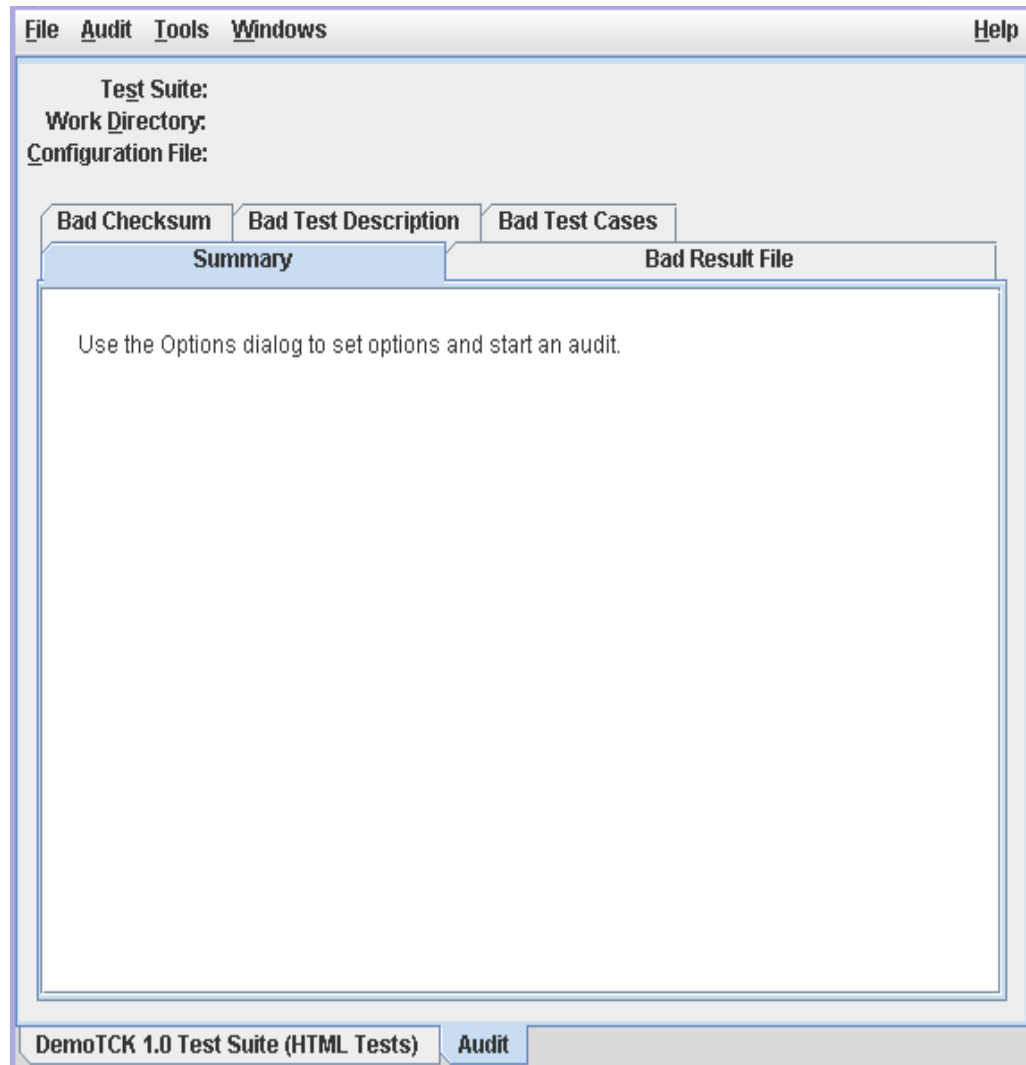 File Audit Tools Windows Help
Test Suite:
Work Directory:
Configuration File:
Bad Checksum Bad Test Description Bad Test Cases
Summary Bad Result File
Use the Options dialog to set options and start an audit.
DemoTCK 1.0 Test Suite (HTML Tests) Audit